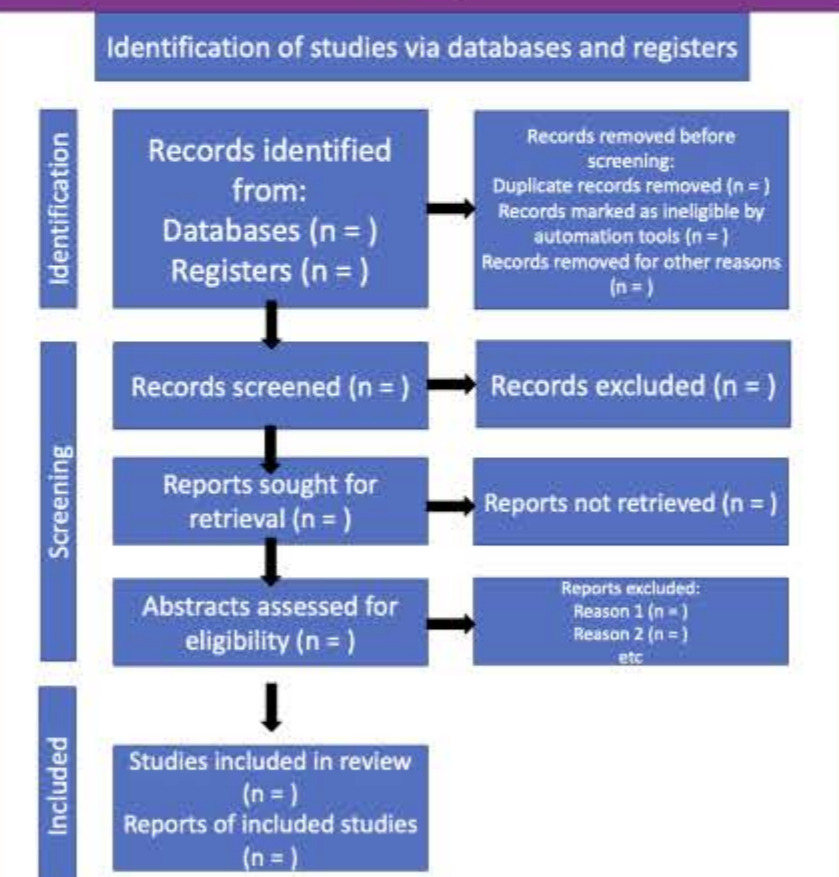 Identification of studies via databases and registers
Identification
Records identified
from:
Databases (n = )
Registers (n = )
Records removed before
screening:
Duplicate records removed (n = )
Records marked as ineligible by
automation tools (n = )
Records removed for other reasons
(n = )
Screening
Records screened (n = )
Records excluded (n = )
Reports sought for
retrieval (n = )
Reports not retrieved (n = )
Abstracts assessed for
eligibility (n = )
Reports excluded:
Reason 1 (n = )
Reason 2 (n = )
etc
Included
Studies included in review
(n = )
Reports of included studies
(n = )